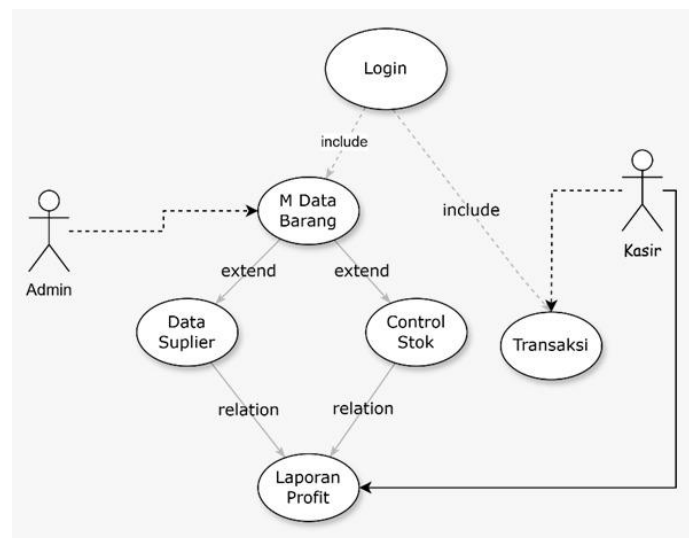 Login
include
M Data
Barang
include
Kasir
Admin
extend
extend
Data
Suplier
Control
Stok
Transaksi
relation
relation
Laporan
Profit